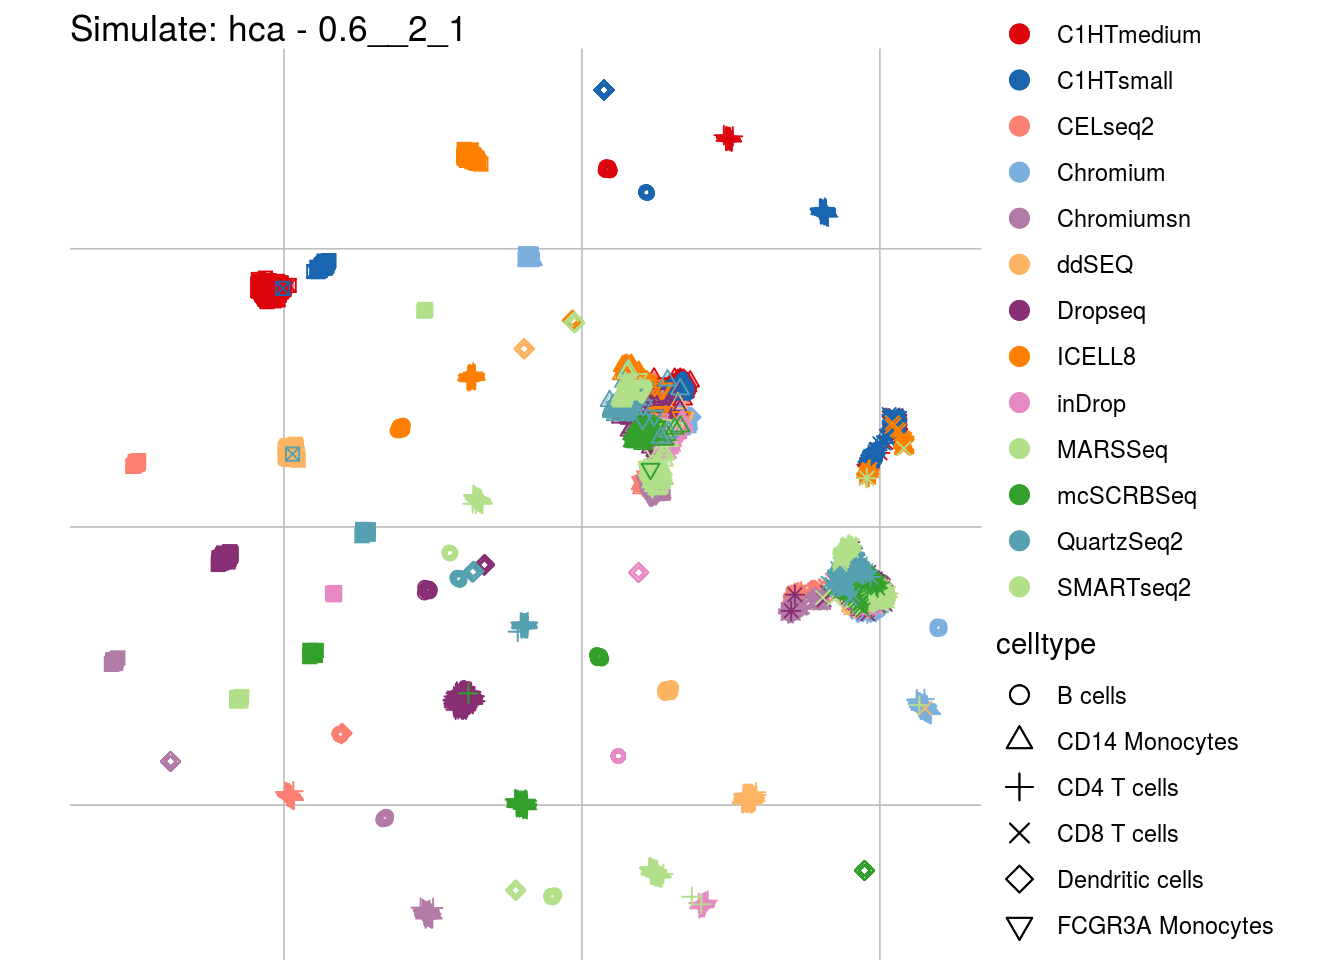 Simulate: hca - 0.6__2_1
C1HTmedium
C1HTsmall
CELseq2
Chromium
Chromiumsn
ddSEQ
Dropseq
ICELL8
inDrop
MARSSeq
mcSCRBSeq
QuartzSeq2
SMARTseq2
celltype
B cells
CD14 Monocytes
CD4 T cells
CD8 T cells
Dendritic cells
FCGR3A Monocytes